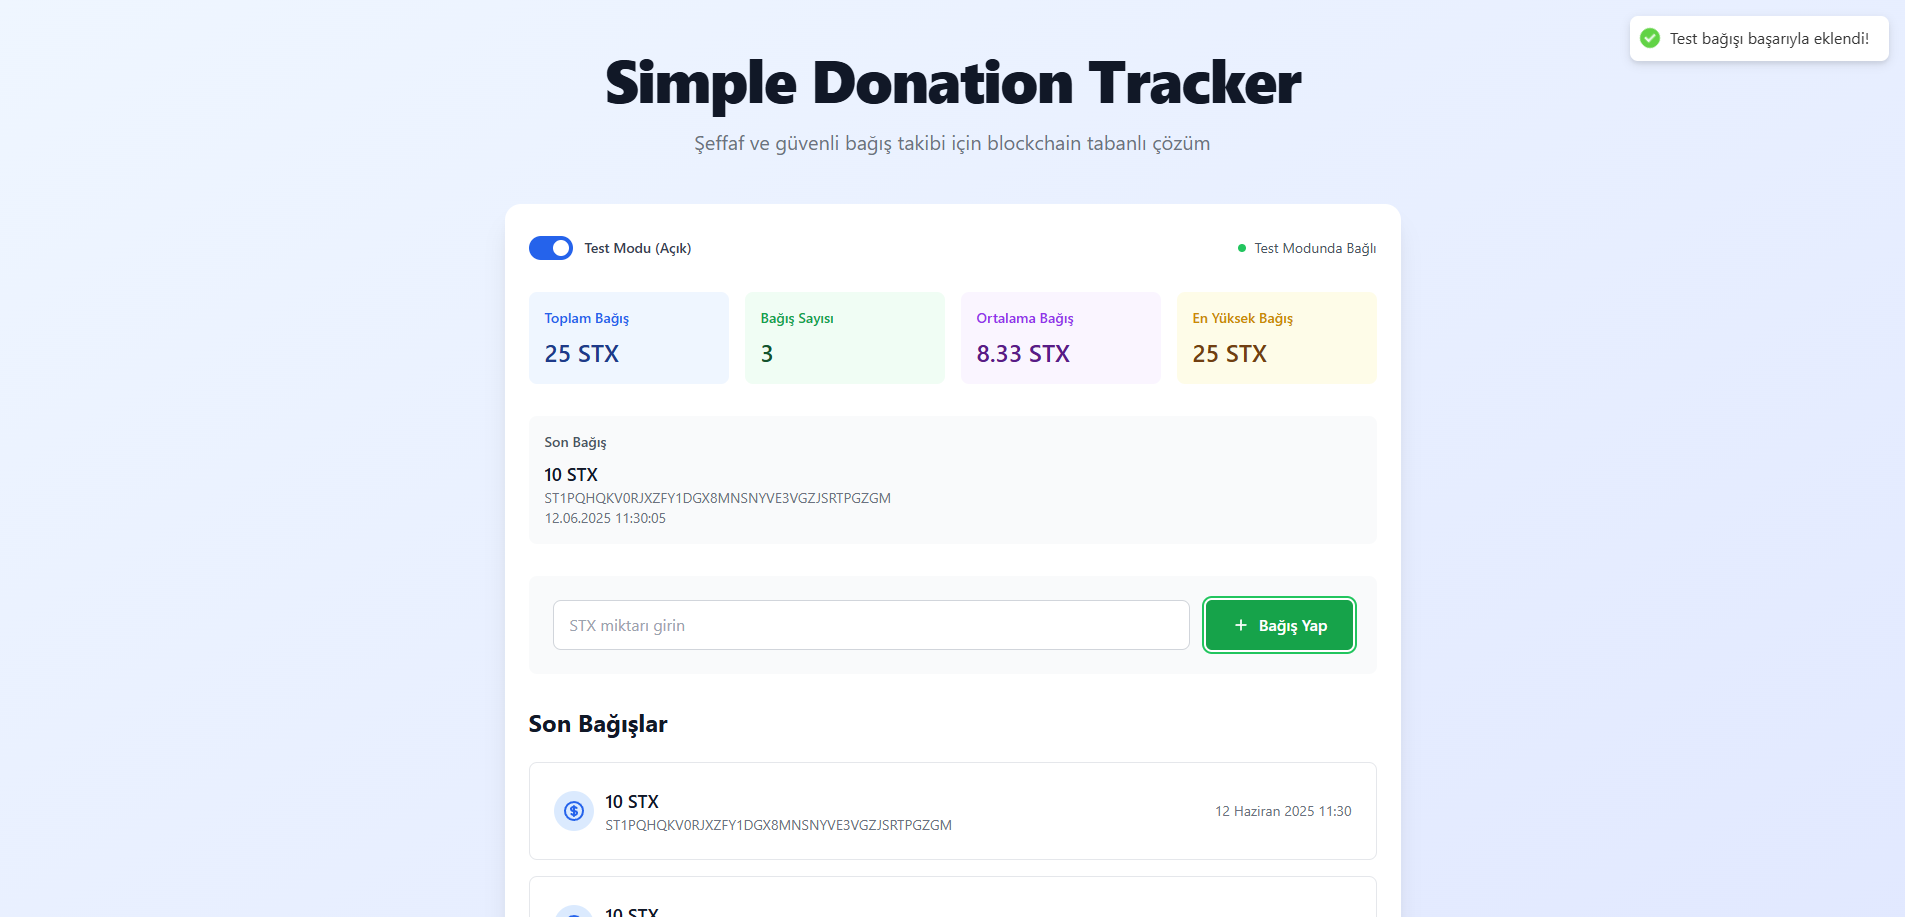 Test bağışı başarıyla eklendi!
Simple Donation Tracker
Şeffaf ve güvenli bağış takibi için blockchain tabanlı çözüm
Test Modu (Açık)
Test Modunda Bağlı
Toplam Bağış
25 STX
Bağış Sayısı
3
Ortalama Bağış
8.33 STX
En Yüksek Bağış
25 STX
Son Bağış
10 STX
ST1PQHQKV0RJXZFY1DGX8MNSNYVE3VGZJSRTPGZGM
12.06.2025 11:30:05
STX miktarı girin
+ Bağış Yap
Son Bağışlar
10 STX
ST1PQHQKV0RJXZFY1DGX8MNSNYVE3VGZJSRTPGZGM
12 Haziran 2025 11:30
10 STX